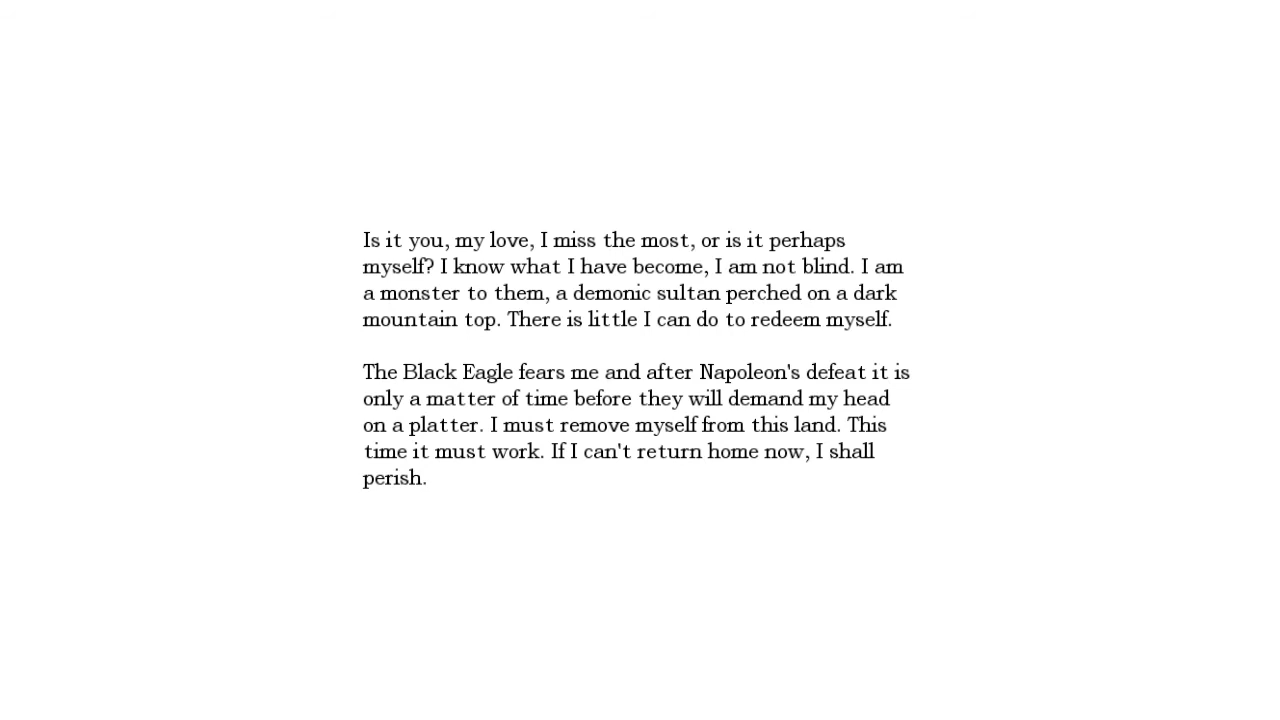 Is it you, my love, I miss the most, or is it perhaps
myself? I know what I have become, I am not blind. I am
a monster to them, a demonic sultan perched on a dark
mountain top. There is little I can do to redeem myself.
The Black Eagle fears me and after Napoleon's defeat it is
only a matter of time before they will demand my head
on a platter. I must remove myself from this land. This
time it must work. If I can't return home now, I shall
perish.